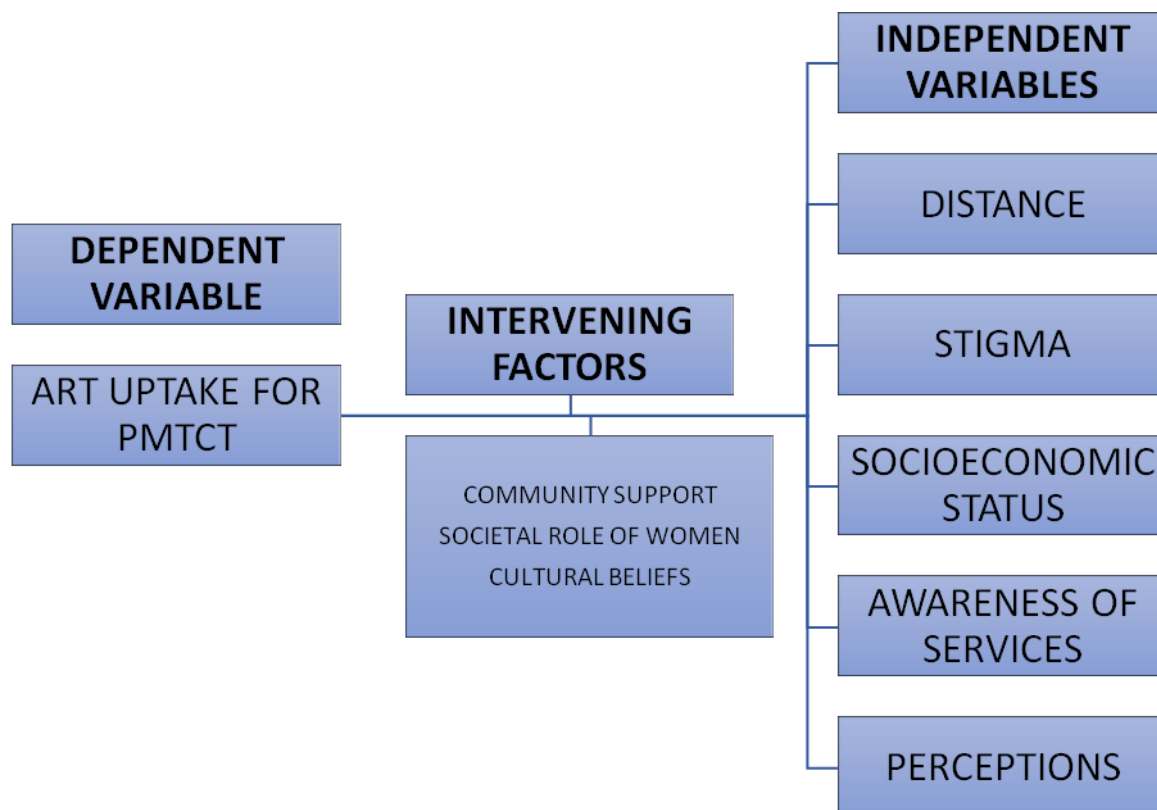 DEPENDENT
VARIABLE
ART UPTAKE FOR
PMTCT
INTERVENING
FACTORS
COMMUNITY SUPPORT
SOCIETAL ROLE OF WOMEN
CULTURAL BELIEFS
INDEPENDENT
VARIABLES
DISTANCE
STIGMA
SOCIOECONOMIC
STATUS
AWARENESS OF
SERVICES
PERCEPTIONS